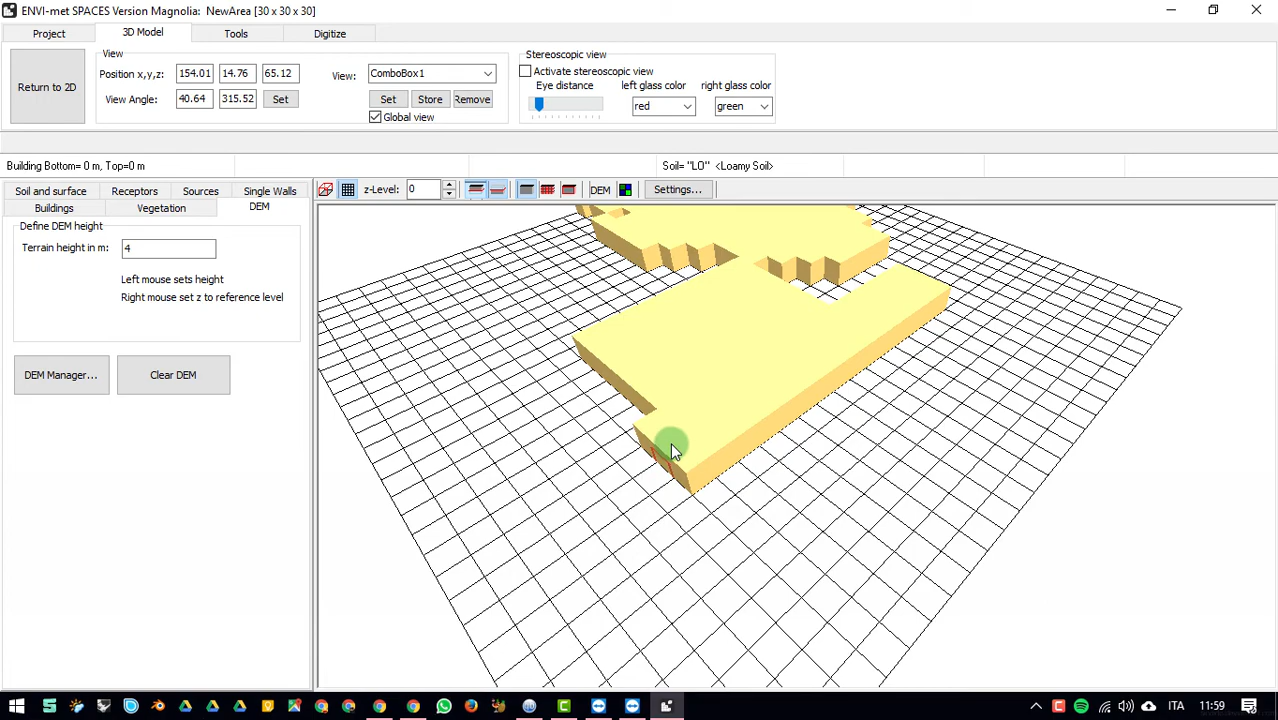 ENVI-met SPACES Version Magnolia: NewArea [30 x 30 x 30]
Project 3D Model Tools Digitize
View Stereoscopic view
Return to 2D
Position x,y,z: 154.01 14.76 65.12 View: ComboBox1
Activate stereoscopic view
Eye distance left glass color right glass color
View Angle: 40.64 315.52 Set Set Store Remove red green
Global view
Building Bottom= 0 m, Top=0 m Soil= "LO" <Loamy Soil>
Soil and surface Receptors Sources Single Walls z-Level: 0 DEM Settings...
Buildings Vegetation DEM
Define DEM height
Terrain height in m: 4
Left mouse sets height
Right mouse set z to reference level
DEM Manager... Clear DEM
ITA 11:59